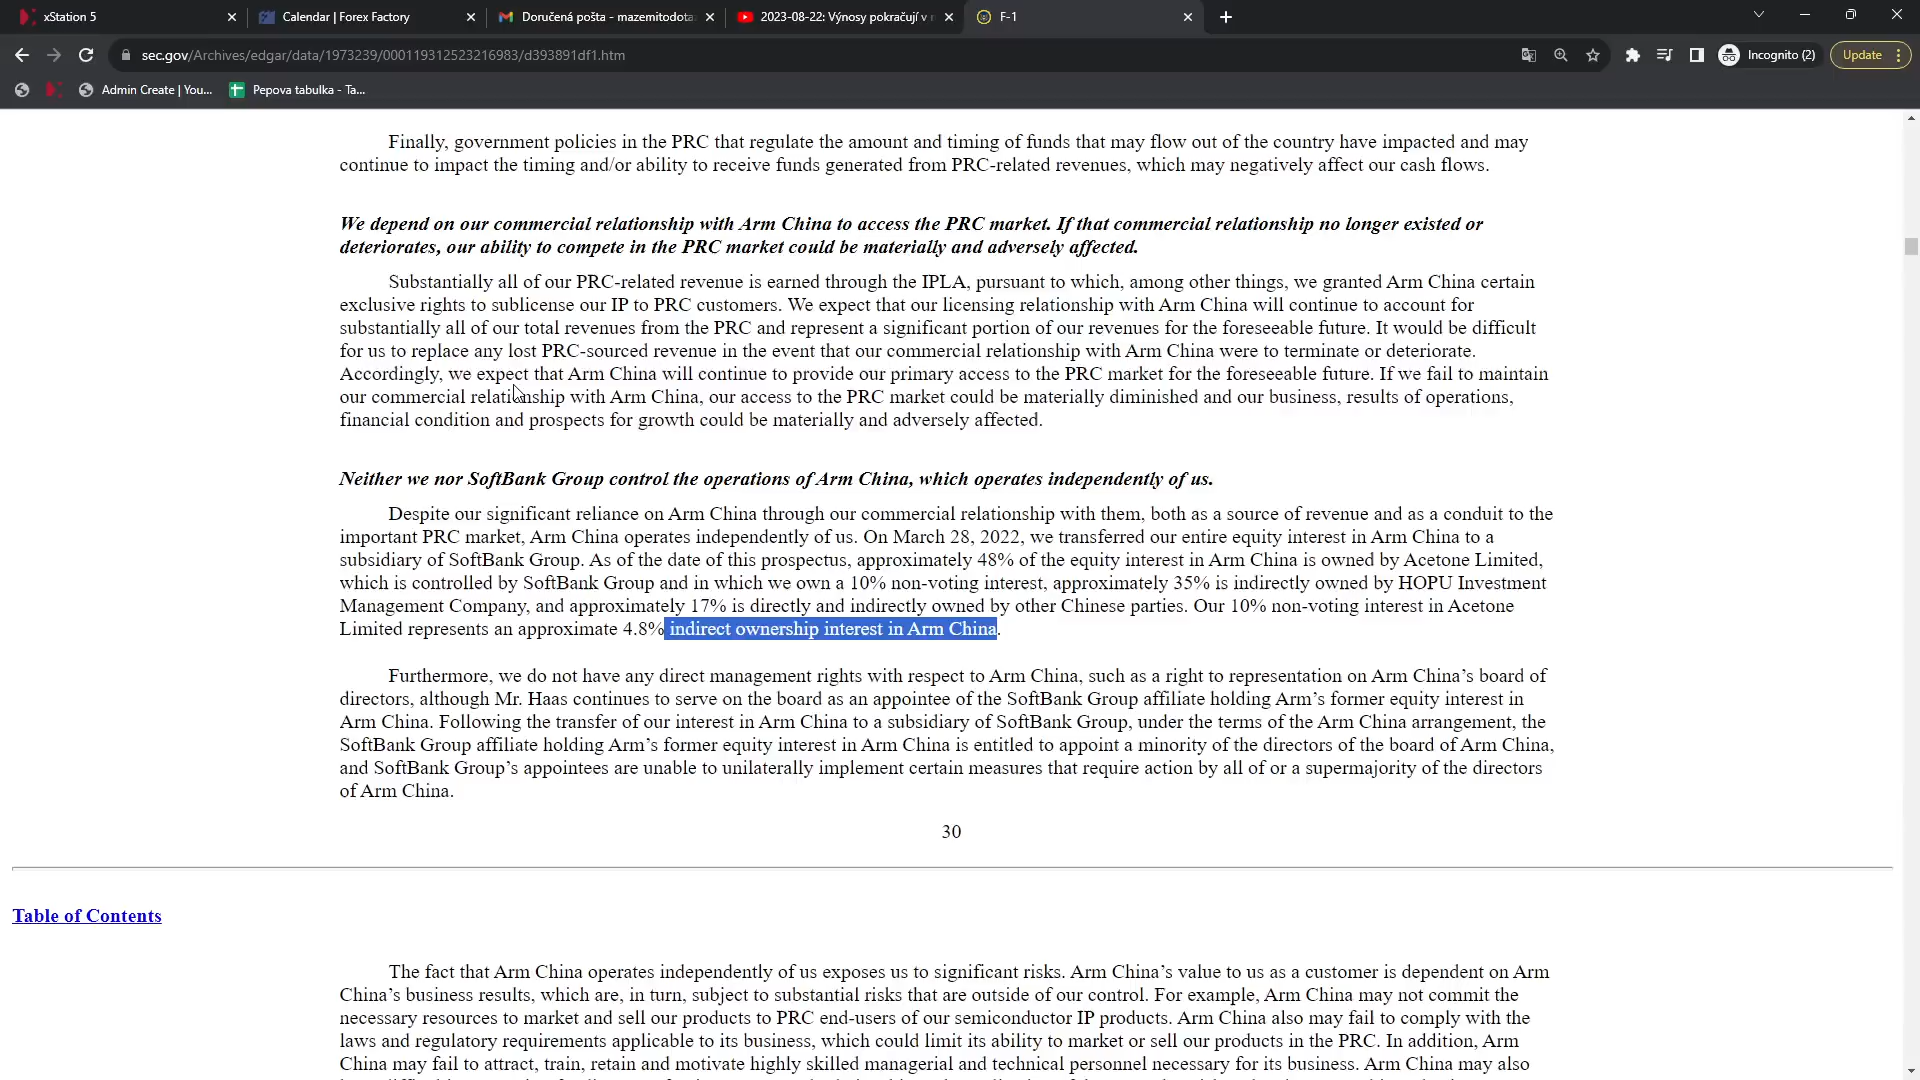 xStation 5
Calendar | Forex Factory
Doručená pošta - mazemitodota
2023-08-22: Výnosy pokračují v r
F-1
sec.gov/Archives/edgar/data/1973239/000119312523216983/d393891df1.htm
Incognito (2)
Update
Admin Create | You...
Pepova tabulka - Ta...
Finally, government policies in the PRC that regulate the amount and timing of funds that may flow out of the country have impacted and may
continue to impact the timing and/or ability to receive funds generated from PRC-related revenues, which may negatively affect our cash flows.
We depend on our commercial relationship with Arm China to access the PRC market. If that commercial relationship no longer existed or
deteriorates, our ability to compete in the PRC market could be materially and adversely affected.
Substantially all of our PRC-related revenue is earned through the IPLA, pursuant to which, among other things, we granted Arm China certain
exclusive rights to sublicense our IP to PRC customers. We expect that our licensing relationship with Arm China will continue to account for
substantially all of our total revenues from the PRC and represent a significant portion of our revenues for the foreseeable future. It would be difficult
for us to replace any lost PRC-sourced revenue in the event that our commercial relationship with Arm China were to terminate or deteriorate.
Accordingly, we expect that Arm China will continue to provide our primary access to the PRC market for the foreseeable future. If we fail to maintain
our commercial relationship with Arm China, our access to the PRC market could be materially diminished and our business, results of operations,
financial condition and prospects for growth could be materially and adversely affected.
Neither we nor SoftBank Group control the operations of Arm China, which operates independently of us.
Despite our significant reliance on Arm China through our commercial relationship with them, both as a source of revenue and as a conduit to the
important PRC market, Arm China operates independently of us. On March 28, 2022, we transferred our entire equity interest in Arm China to a
subsidiary of SoftBank Group. As of the date of this prospectus, approximately 48% of the equity interest in Arm China is owned by Acetone Limited,
which is controlled by SoftBank Group and in which we own a 10% non-voting interest, approximately 35% is indirectly owned by HOPU Investment
Management Company, and approximately 17% is directly and indirectly owned by other Chinese parties. Our 10% non-voting interest in Acetone
Limited represents an approximate 4.8% indirect ownership interest in Arm China.
Furthermore, we do not have any direct management rights with respect to Arm China, such as a right to representation on Arm China’s board of
directors, although Mr. Haas continues to serve on the board as an appointee of the SoftBank Group affiliate holding Arm’s former equity interest in
Arm China. Following the transfer of our interest in Arm China to a subsidiary of SoftBank Group, under the terms of the Arm China arrangement, the
SoftBank Group affiliate holding Arm’s former equity interest in Arm China is entitled to appoint a minority of the directors of the board of Arm China,
and SoftBank Group’s appointees are unable to unilaterally implement certain measures that require action by all of or a supermajority of the directors
of Arm China.
30
Table of Contents
The fact that Arm China operates independently of us exposes us to significant risks. Arm China’s value to us as a customer is dependent on Arm
China’s business results, which are, in turn, subject to substantial risks that are outside of our control. For example, Arm China may not commit the
necessary resources to market and sell our products to PRC end-users of our semiconductor IP products. Arm China also may fail to comply with the
laws and regulatory requirements applicable to its business, which could limit its ability to market or sell our products in the PRC. In addition, Arm
China may fail to attract, train, retain and motivate highly skilled managerial and technical personnel necessary for its business. Arm China may also